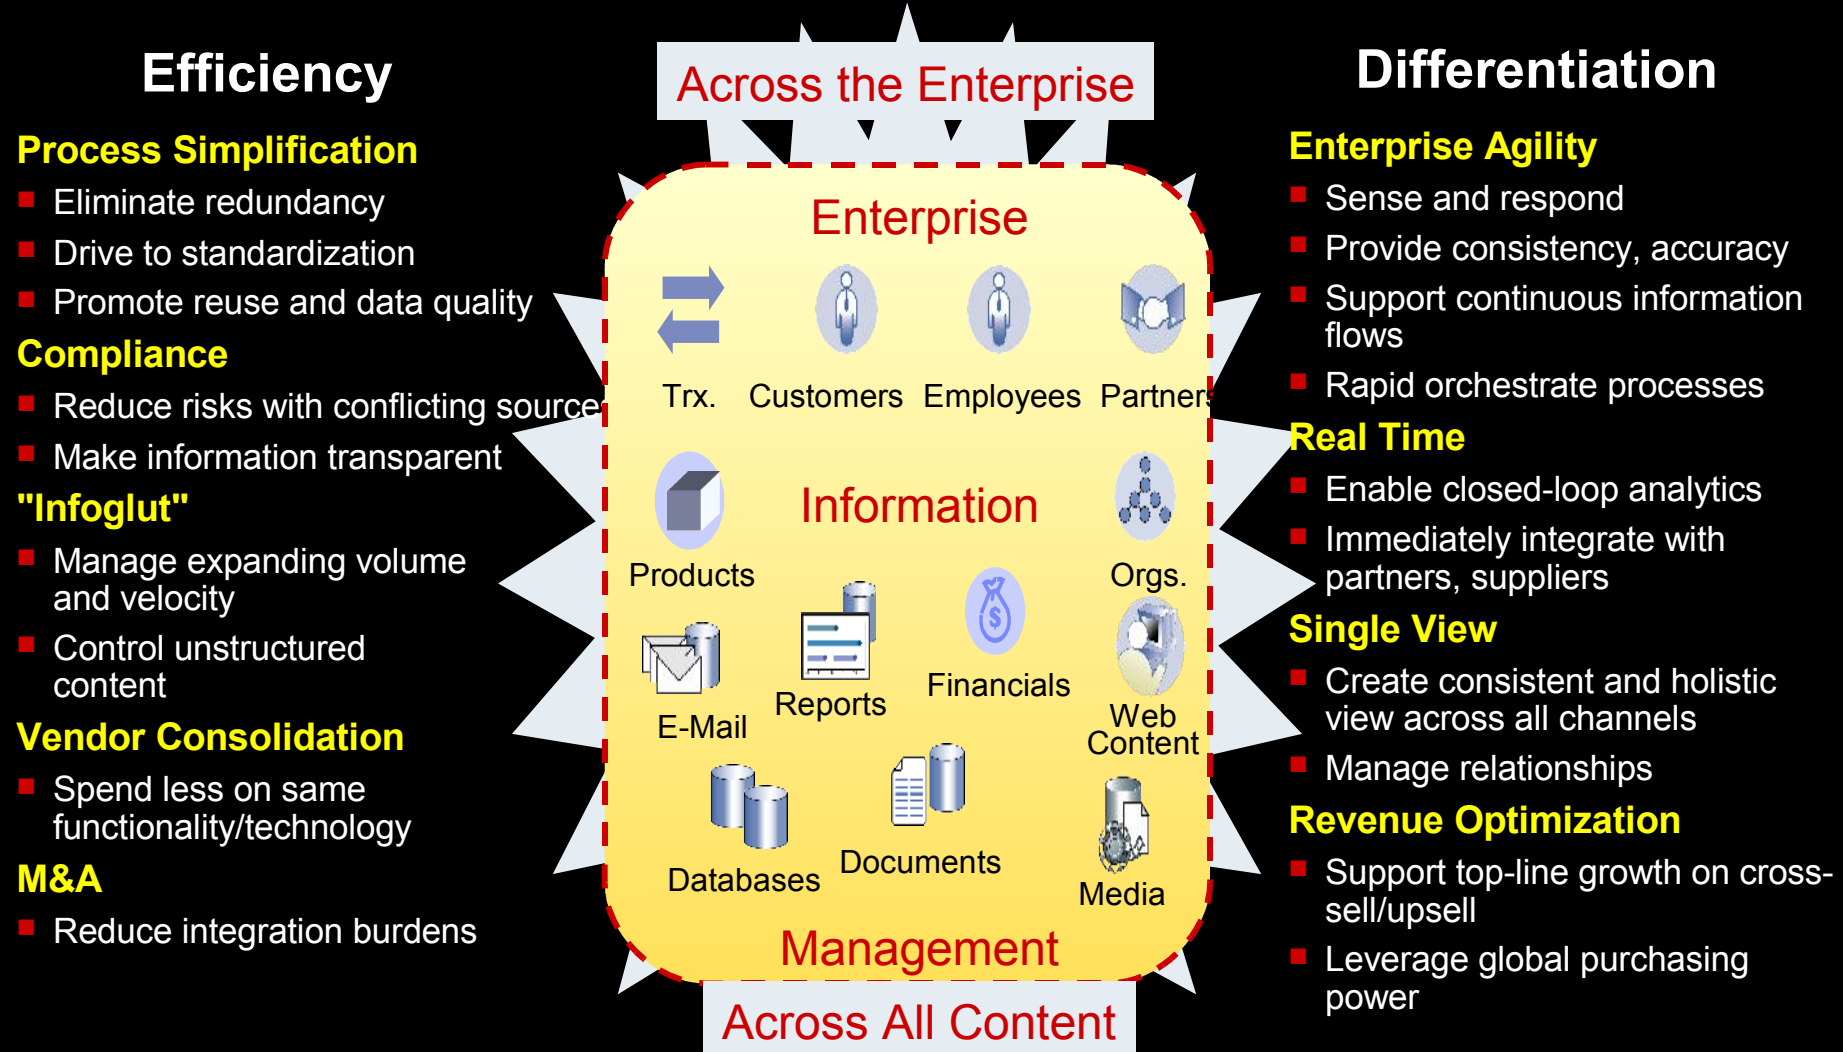 Efficiency
Process Simplification
Eliminate redundancy
Drive to standardization
Promote reuse and data quality
Compliance
Reduce risks with conflicting source
Make information transparent
"Infoglut"
Manage expanding volume
and velocity
Control unstructured
content
Vendor Consolidation
Spend less on same
functionality/technology
M&A
Reduce integration burdens
Across the Enterprise
Enterprise
Trx.
Customers
Employees
Partners
Information
Products
Orgs.
E-Mail
Reports
Financials
Web
Content
$
Databases
Documents
Media
Management
Across All Content
Differentiation
Enterprise Agility
Sense and respond
Provide consistency, accuracy
Support continuous information
flows
Rapid orchestrate processes
Real Time
Enable closed-loop analytics
Immediately integrate with
partners, suppliers
Single View
Create consistent and holistic
view across all channels
Manage relationships
Revenue Optimization
Support top-line growth on cross-
sell/upsell
Leverage global purchasing
power